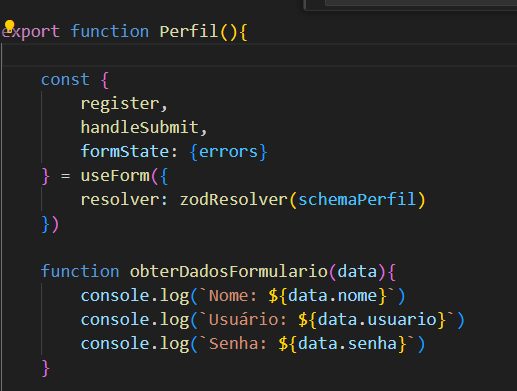 export function Perfil(){
const {
register,
handleSubmit,
formState: {errors}
} = useForm({
resolver: zodResolver(schemaPerfil)
})
function obterDadosFormulario(data){
console.log(`Nome: ${data.nome}`)
console.log(`Usuário: ${data.usuario}`)
console.log(`Senha: ${data.senha}`)
}